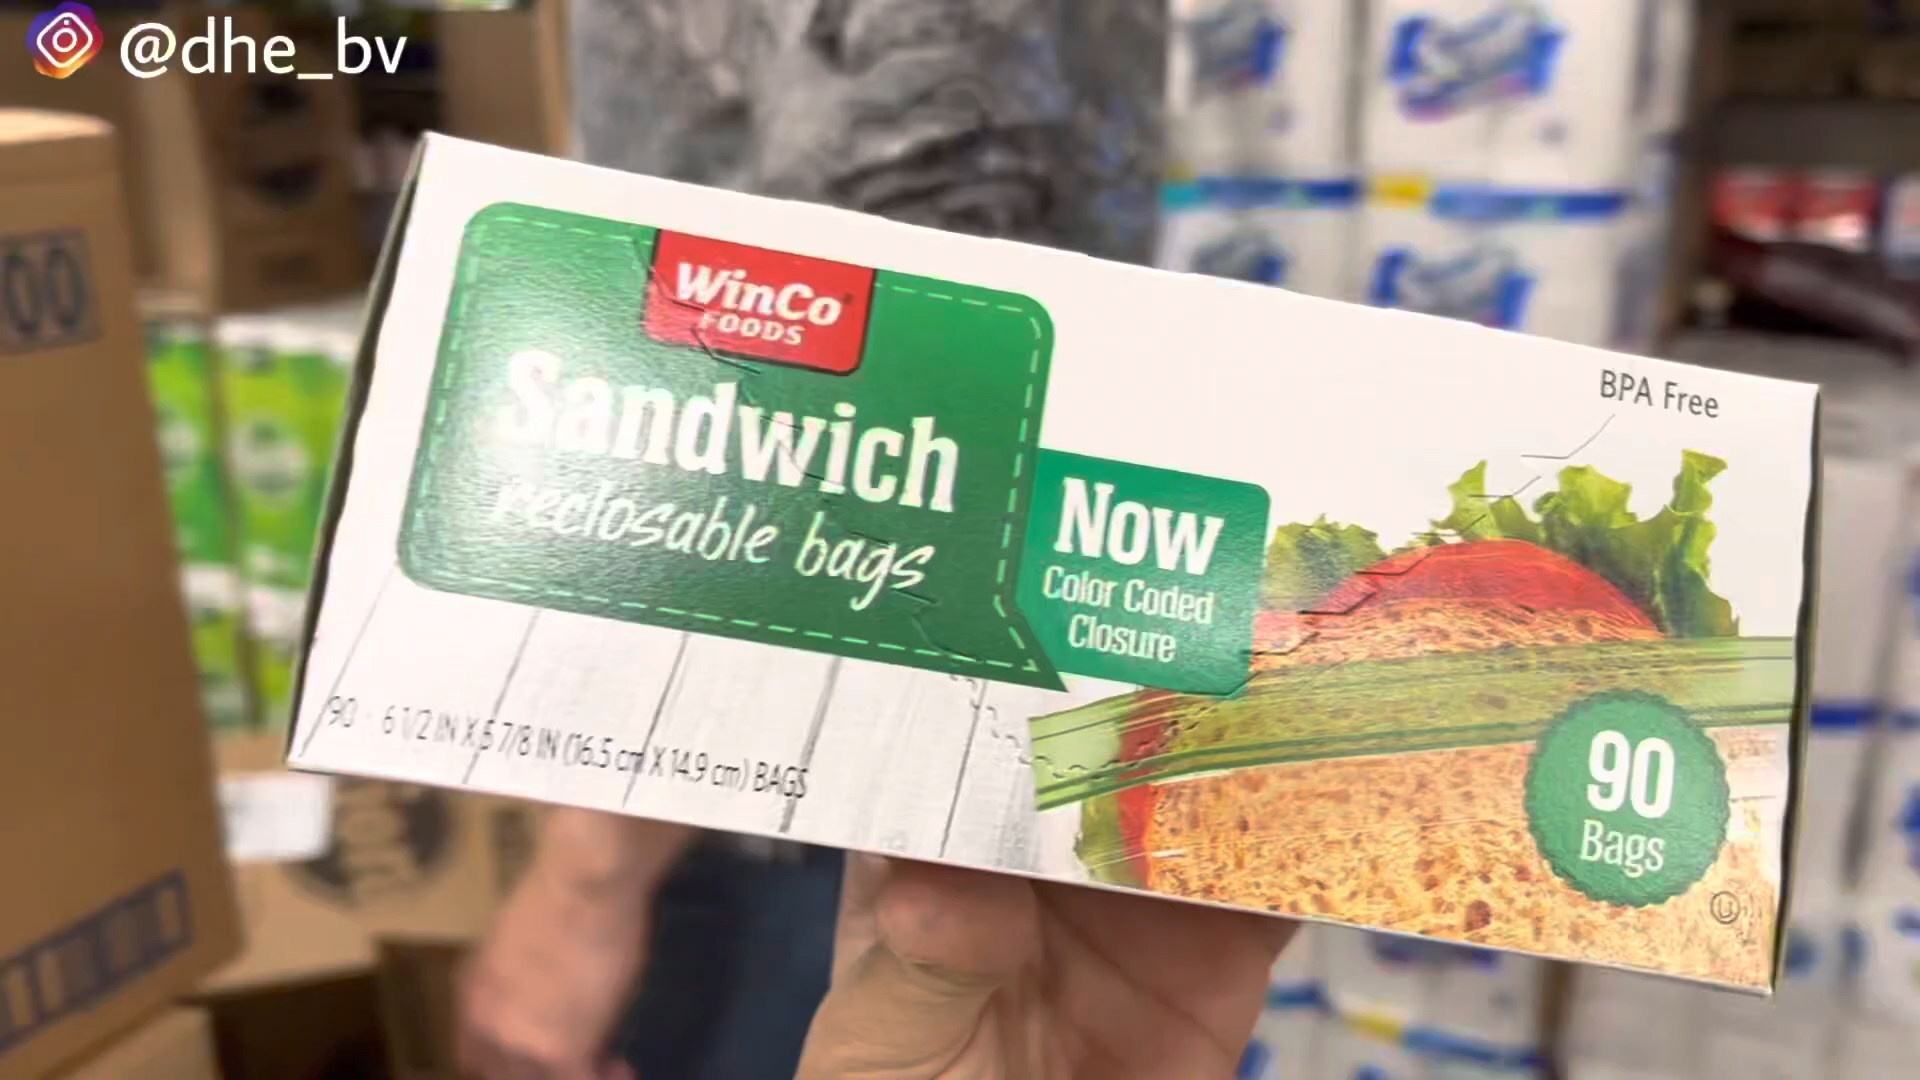 @dhe_bv
WinCo
FOODS
Sandwich
reclosable bags
Now
Color Coded
Closure
BPA Free
90 6 1/2 IN X 5 7/8 IN (16.5 cm X 14.9 cm) BAGS
90
Bags
U
00